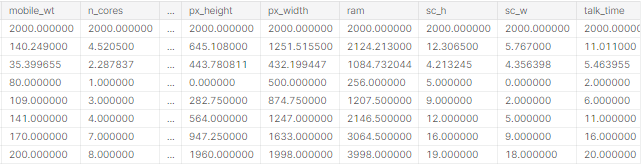 mobile_wt n_cores ... px_height px_width ram sc_h sc_w talk_time
2000.000000 2000.000000 ... 2000.000000 2000.000000 2000.000000 2000.000000 2000.000000 2000.000000
140.249000 4.520500 ... 645.108000 1251.515500 2124.213000 12.306500 5.767000 11.011000
35.399655 2.287837 ... 443.780811 432.199447 1084.732044 4.213245 4.356398 5.463955
80.000000 1.000000 ... 0.000000 500.000000 256.000000 5.000000 0.000000 2.000000
109.000000 3.000000 ... 282.750000 874.750000 1207.500000 9.000000 2.000000 6.000000
141.000000 4.000000 ... 564.000000 1247.000000 2146.500000 12.000000 5.000000 11.000000
170.000000 7.000000 ... 947.250000 1633.000000 3064.500000 16.000000 9.000000 16.000000
200.000000 8.000000 ... 1960.000000 1998.000000 3998.000000 19.000000 18.000000 20.000000